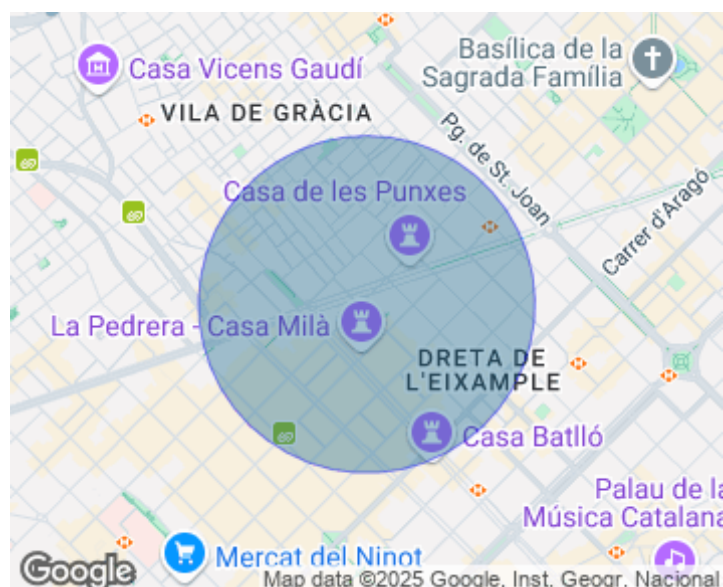 Basílica de la
Sagrada Família
Casa Vicens Gaudí
VILA DE GRÀCIA
Pg. de St. Joan
Casa de les Punxes
Carrer d'Aragó
La Pedrera - Casa Milà
DRETA DE
L'EIXAMPLE
Casa Batlló
Palau de la
Música Catalana
Mercat del Ninot
Google
Map data ©2025 Google, Inst. Geogr. Nacional